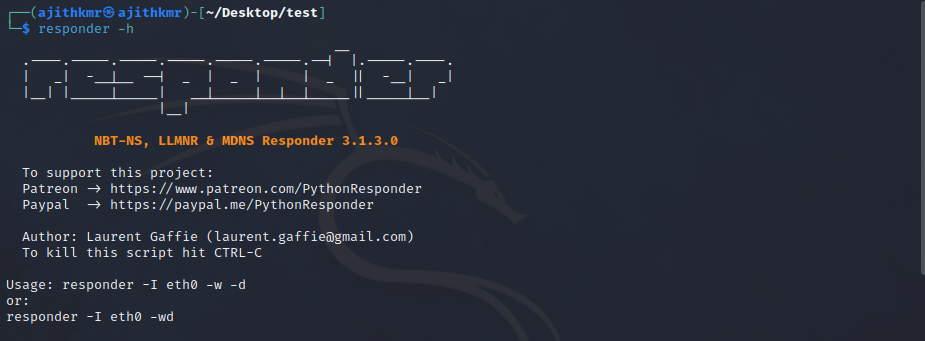 ┌──(ajithkmr㉿ajithkmr)-[~/Desktop/test]
└─$ responder -h
NBT-NS, LLMNR & MDNS Responder 3.1.3.0
To support this project:
Patreon -> https://www.patreon.com/PythonResponder
Paypal  -> https://paypal.me/PythonResponder
Author: Laurent Gaffie (laurent.gaffie@gmail.com)
To kill this script hit CTRL-C
Usage: responder -I eth0 -w -d
or:
responder -I eth0 -wd